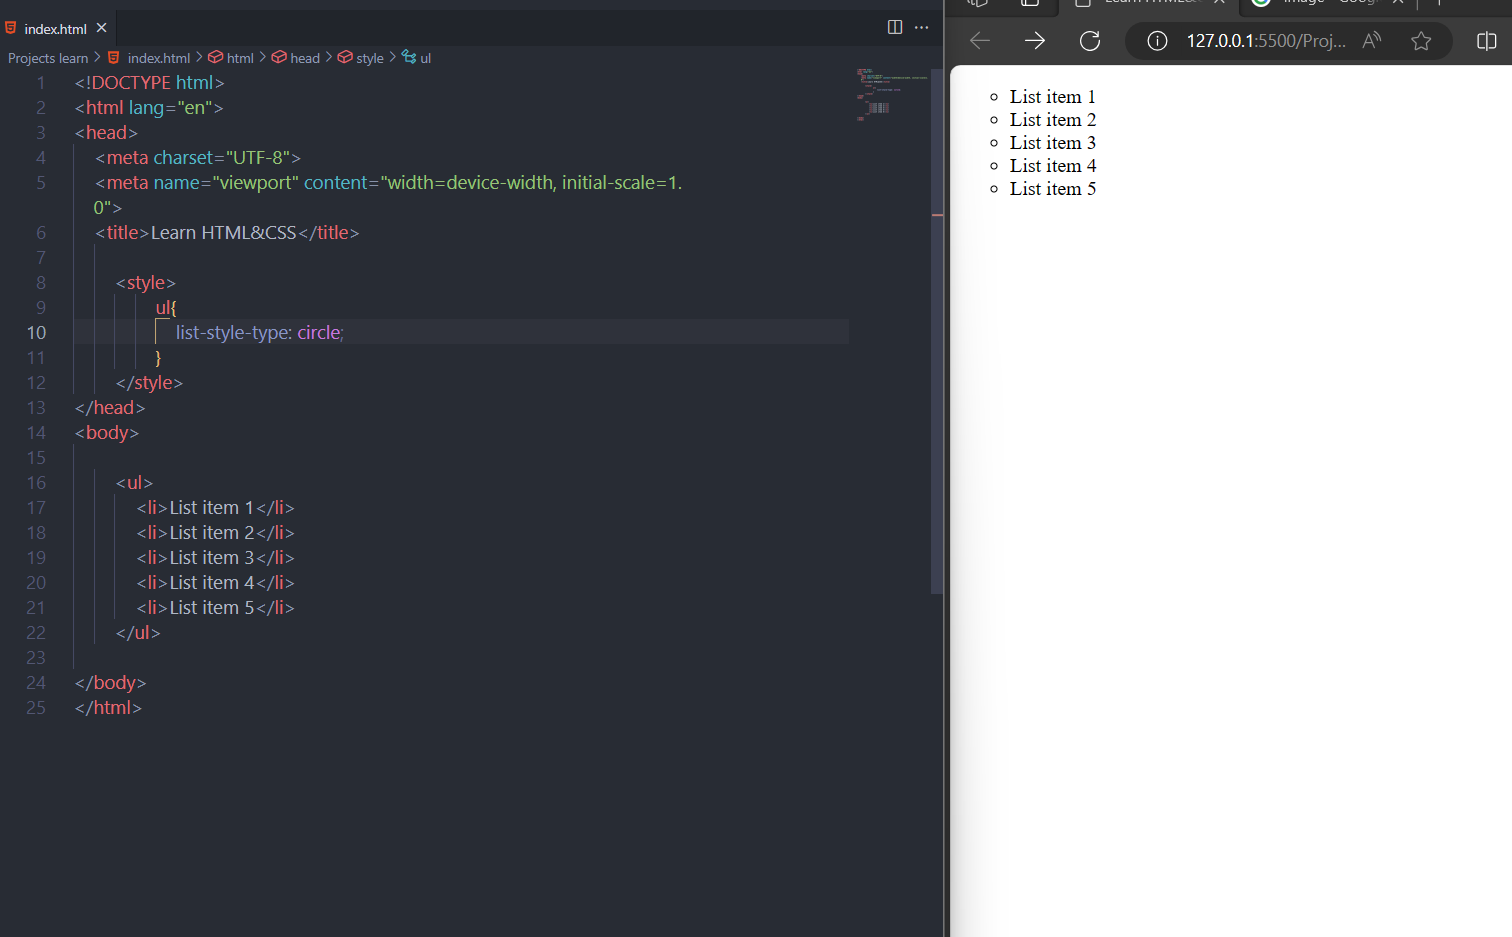 index.html
Projects learn > index.html > html > head > style > ul
1 <!DOCTYPE html>
2 <html lang="en">
3 <head>
4 <meta charset="UTF-8">
5 <meta name="viewport" content="width=device-width, initial-scale=1.
0">
6 <title>Learn HTML&CSS</title>
7
8 <style>
9 ul{
10 list-style-type: circle;
11 }
12 </style>
13 </head>
14 <body>
15
16 <ul>
17 <li>List item 1</li>
18 <li>List item 2</li>
19 <li>List item 3</li>
20 <li>List item 4</li>
21 <li>List item 5</li>
22 </ul>
23
24 </body>
25 </html>
127.0.0.1:5500/Proj...
List item 1
List item 2
List item 3
List item 4
List item 5